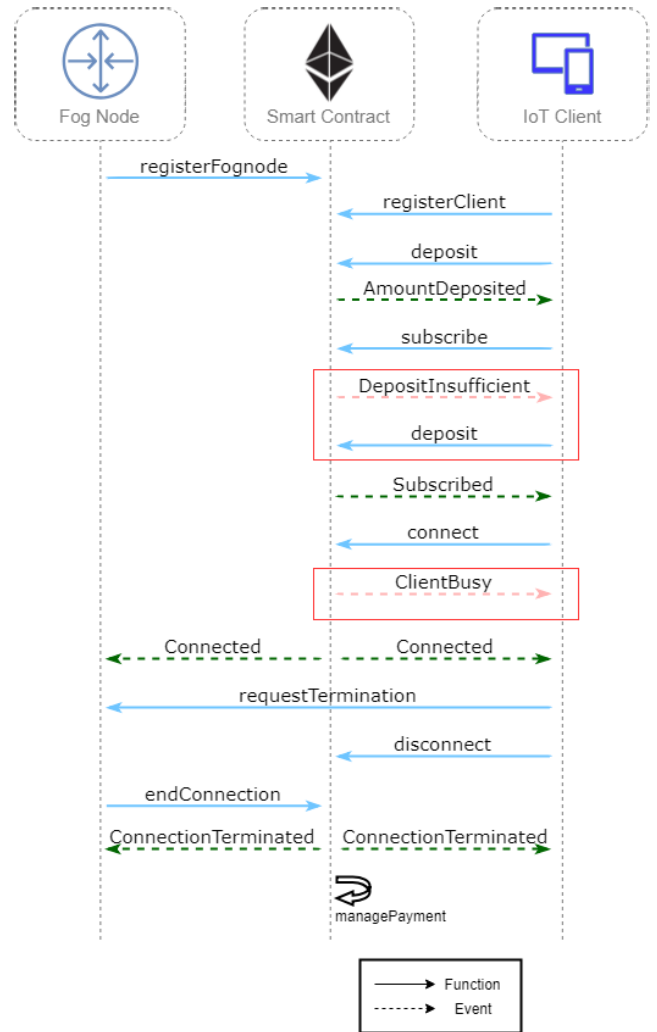 Fog Node
Smart Contract
IoT Client
registerFognode
registerClient
deposit
AmountDeposited
subscribe
DepositInsufficient
deposit
Subscribed
connect
ClientBusy
Connected
Connected
requestTermination
disconnect
endConnection
ConnectionTerminated
ConnectionTerminated
managePayment
Function
Event